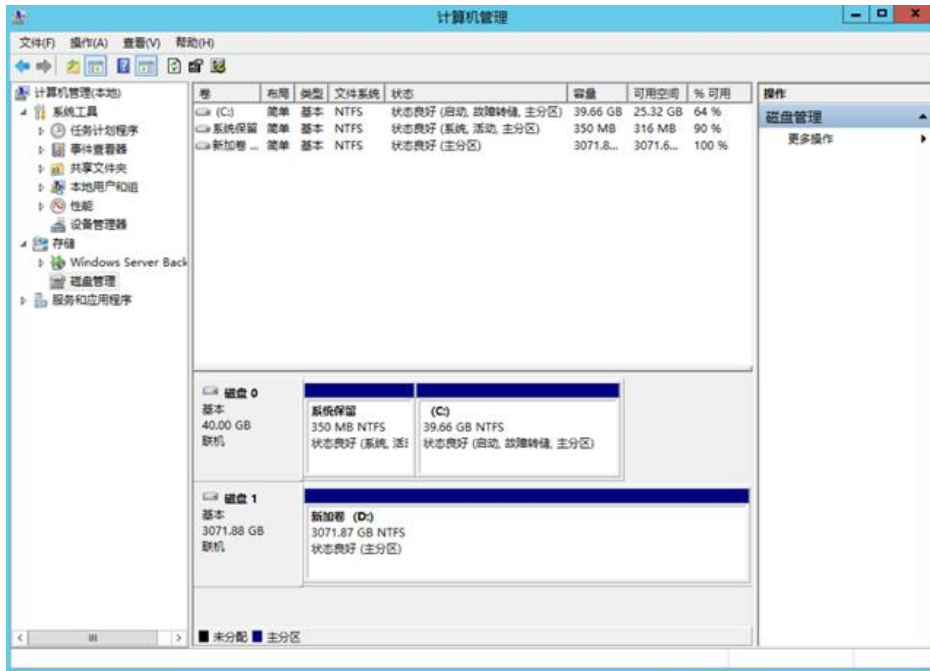 计算机管理
文件(F) 操作(A) 查看(V) 帮助(H)
计算机管理(本地)
系统工具
任务计划程序
事件查看器
共享文件夹
本地用户和组
性能
设备管理器
存储
Windows Server Back
磁盘管理
服务和应用程序
卷 布局 类型 文件系统 状态 容量 可用空间 % 可用
(C:) 简单 基本 NTFS 状态良好 (启动, 故障转储, 主分区) 39.66 GB 25.32 GB 64 %
系统保留 简单 基本 NTFS 状态良好 (系统, 活动, 主分区) 350 MB 316 MB 90 %
新加卷 ... 简单 基本 NTFS 状态良好 (主分区) 3071.8... 3071.6... 100 %
操作
磁盘管理
更多操作
磁盘 0
基本
40.00 GB
联机
系统保留
350 MB NTFS
状态良好 (系统, 活
(C:)
39.66 GB NTFS
状态良好 (启动, 故障转储, 主分区)
磁盘 1
基本
3071.88 GB
联机
新加卷 (D:)
3071.87 GB NTFS
状态良好 (主分区)
未分配 主分区